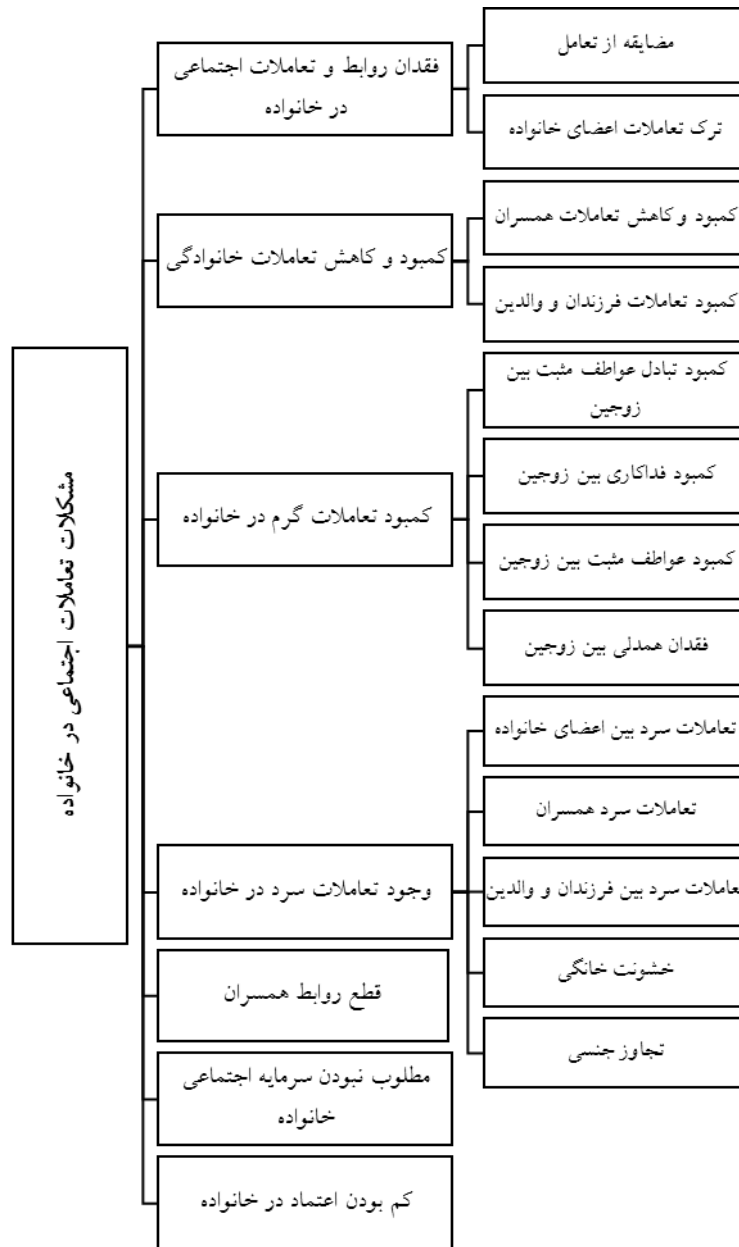 مشکلات تعاملات اجتماعی در خانواده
فقدان روابط و تعاملات اجتماعی
در خانواده
مضایقه از تعامل
ترک تعاملات اعضای خانواده
کمبود و کاهش تعاملات خانوادگی
کمبود و کاهش تعاملات همسران
کمبود تعاملات فرزندان و والدین
کمبود تعاملات گرم در خانواده
کمبود تبادل عواطف مثبت بین
زوجین
کمبود فداکاری بین زوجین
کمبود عواطف مثبت بین زوجین
فقدان همدلی بین زوجین
وجود تعاملات سرد در خانواده
تعاملات سرد بین اعضای خانواده
تعاملات سرد همسران
تعاملات سرد بین فرزندان و والدین
خشونت خانگی
تجاوز جنسی
قطع روابط همسران
مطلوب نبودن سرمایه اجتماعی
خانواده
کم بودن اعتماد در خانواده